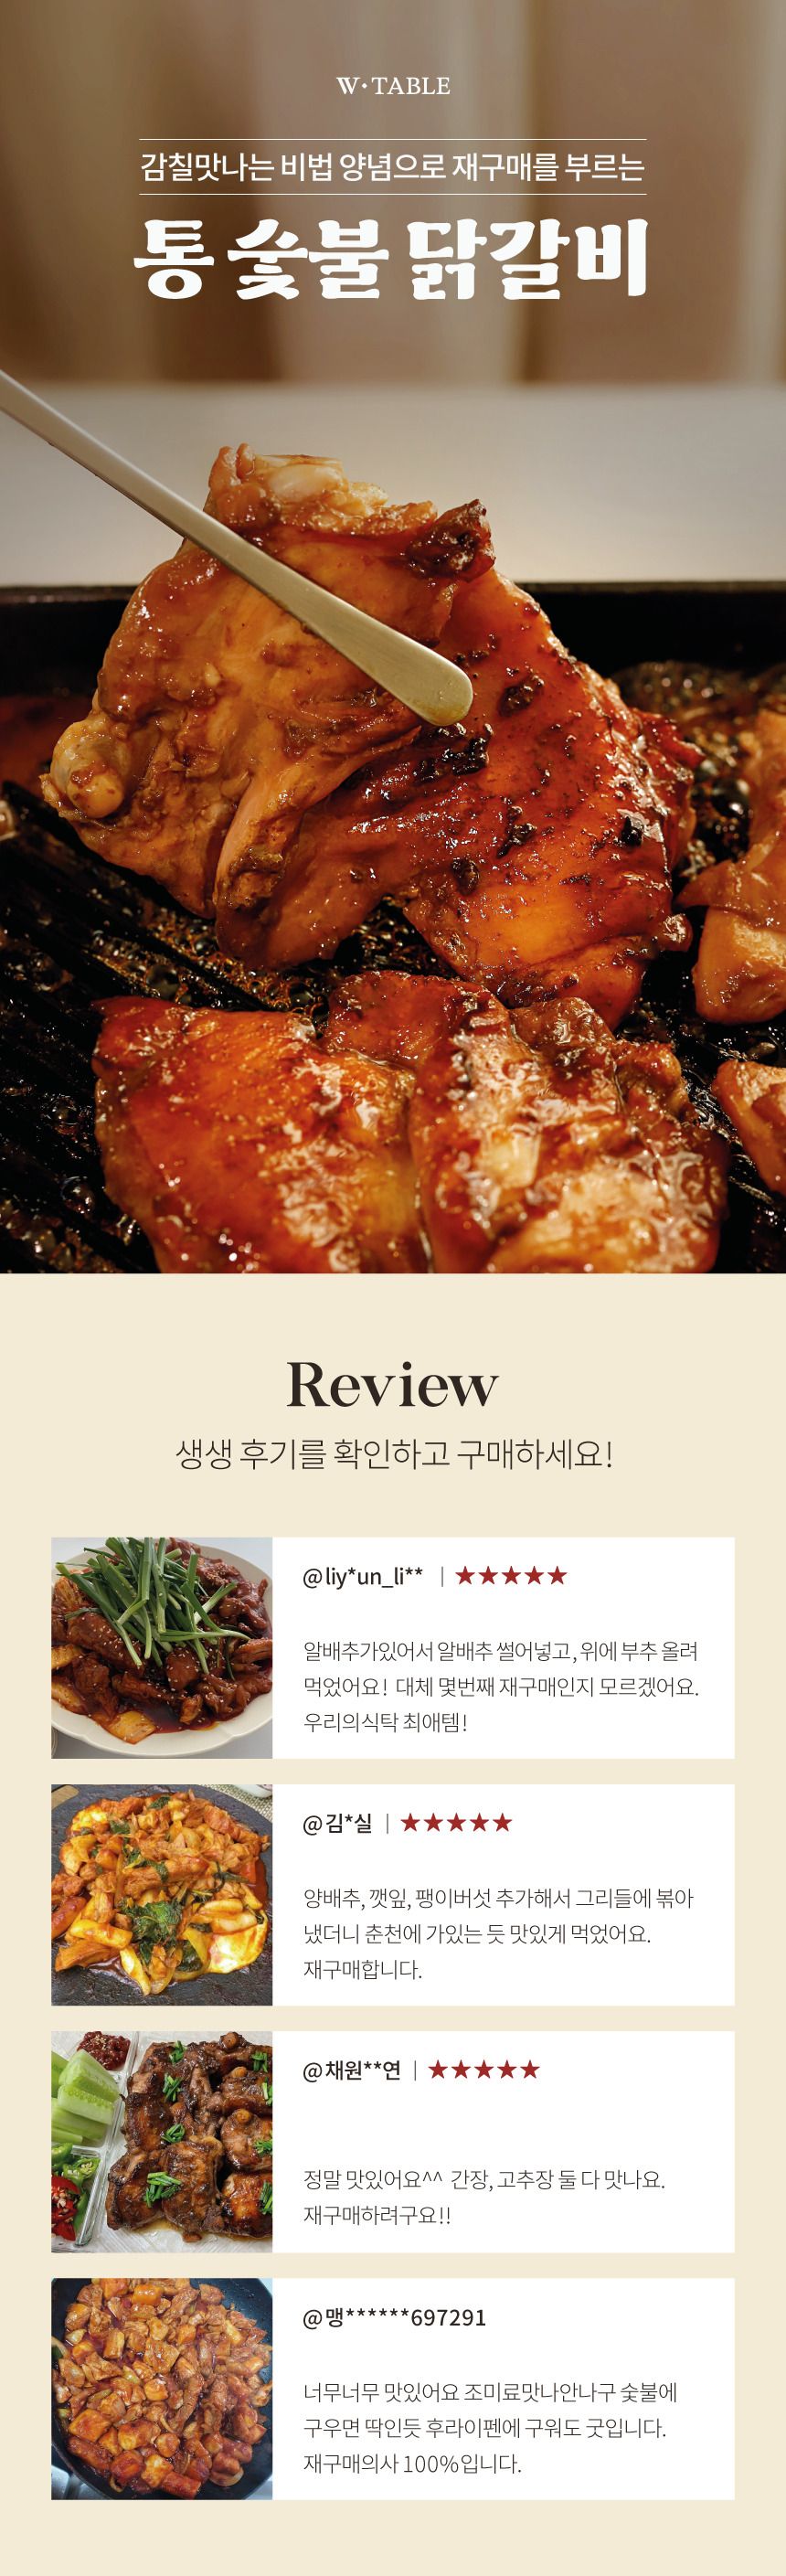 W·TABLE
감칠맛나는 비법 양념으로 재구매를 부르는
통 숯불 닭갈비
Review
생생 후기를 확인하고 구매하세요!
@liy*un_li** | ★★★★★
알배추가있어서 알배추 썰어넣고, 위에 부추 올려
먹었어요! 대체 몇번째 재구매인지 모르겠어요.
우리의식탁 최애템!
@김*실 | ★★★★★
양배추, 깻잎, 팽이버섯 추가해서 그리들에 볶아
냈더니 춘천에 가있는 듯 맛있게 먹었어요.
재구매합니다.
@채원**연 | ★★★★★
정말 맛있어요^^ 간장, 고추장 둘 다 맛나요.
재구매하려구요!!
@맹******697291
너무너무 맛있어요 조미료맛나안나구 숯불에
구우면 딱인듯 후라이펜에 구워도 굿입니다.
재구매의사 100%입니다.